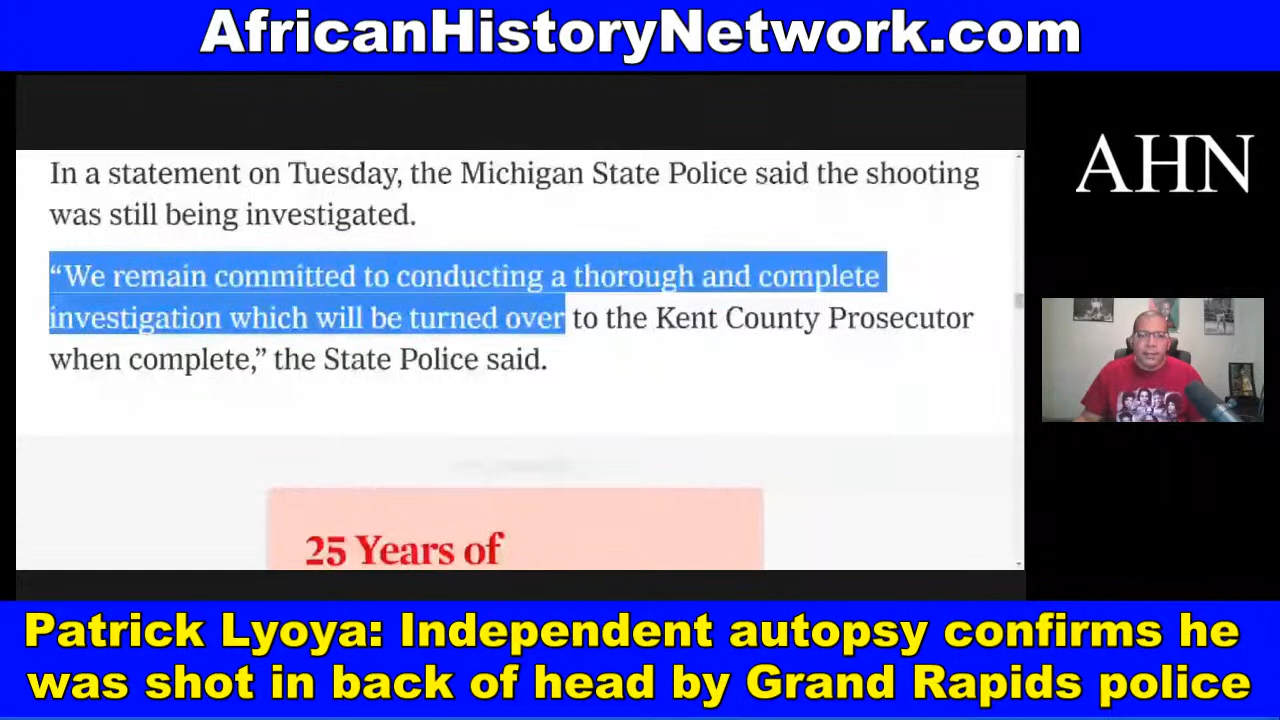 AfricanHistoryNetwork.com
In a statement on Tuesday, the Michigan State Police said the shooting
was still being investigated.
“We remain committed to conducting a thorough and complete
investigation which will be turned over to the Kent County Prosecutor
when complete,” the State Police said.
25 Years of
AHN
Patrick Lyoya: Independent autopsy confirms he
was shot in back of head by Grand Rapids police